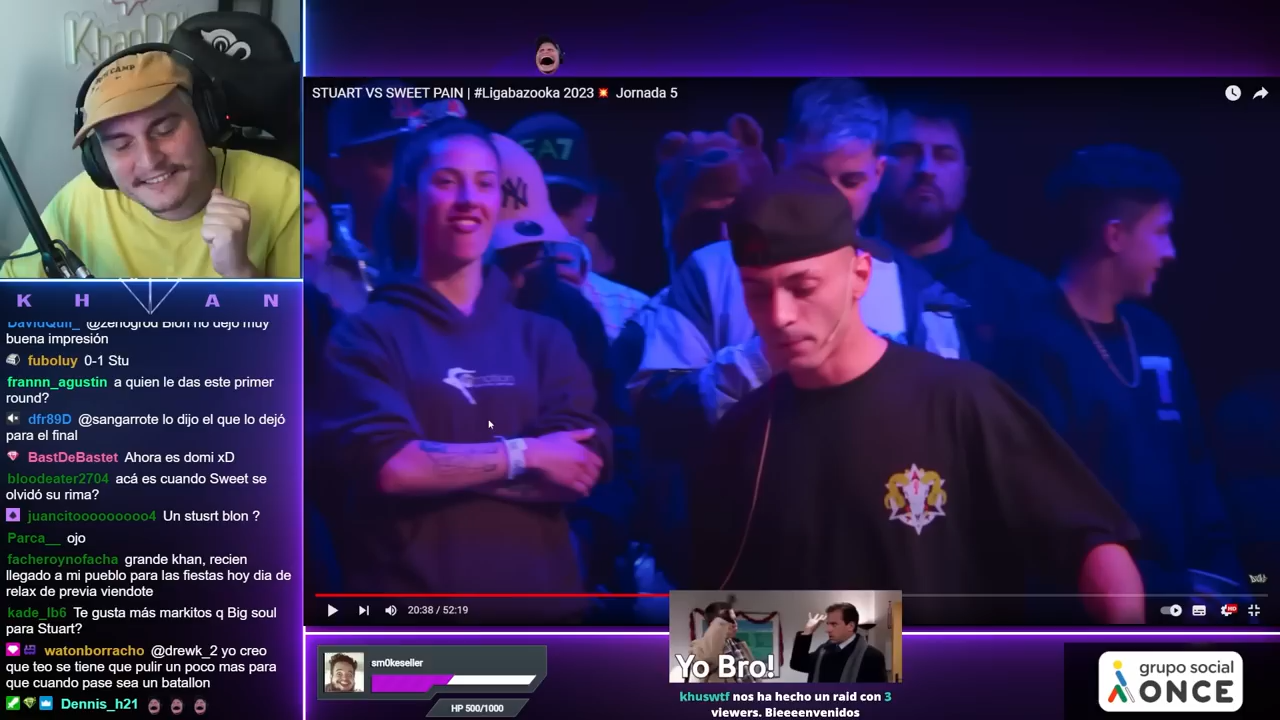 KhanDBL
STUART VS SWEET PAIN | #Ligabazooka 2023💥 Jornada 5
EA7
NY
T
K H A N
DavidQuil_ @zenogrod Blon no dejó muy
buena impresión
fuboluy 0-1 Stu
frannn_agustin a quien le das este primer
round?
dfr89D @sangarrote lo dijo el que lo dejó
para el final
BastDeBastet Ahora es domi xD
bloodeater2704 acá es cuando Sweet se
olvidó su rima?
juancitooooooooo4 Un stusrt blon ?
Parca__ ojo
facheroynofacha grande khan, recien
llegado a mi pueblo para las fiestas hoy dia de
relax de previa viendote
kade_lb6 Te gusta más markitos q Big soul
para Stuart?
watonborracho @drewk_2 yo creo
que teo se tiene que pulir un poco mas para
que cuando pase sea un batallon
Dennis_h21
20:38 / 52:19
HD
sm0keseller
HP 500/1000
Yo Bro!
khuswtf nos ha hecho un raid con 3
viewers. Bieeeenvenidos
grupo social
ONCE